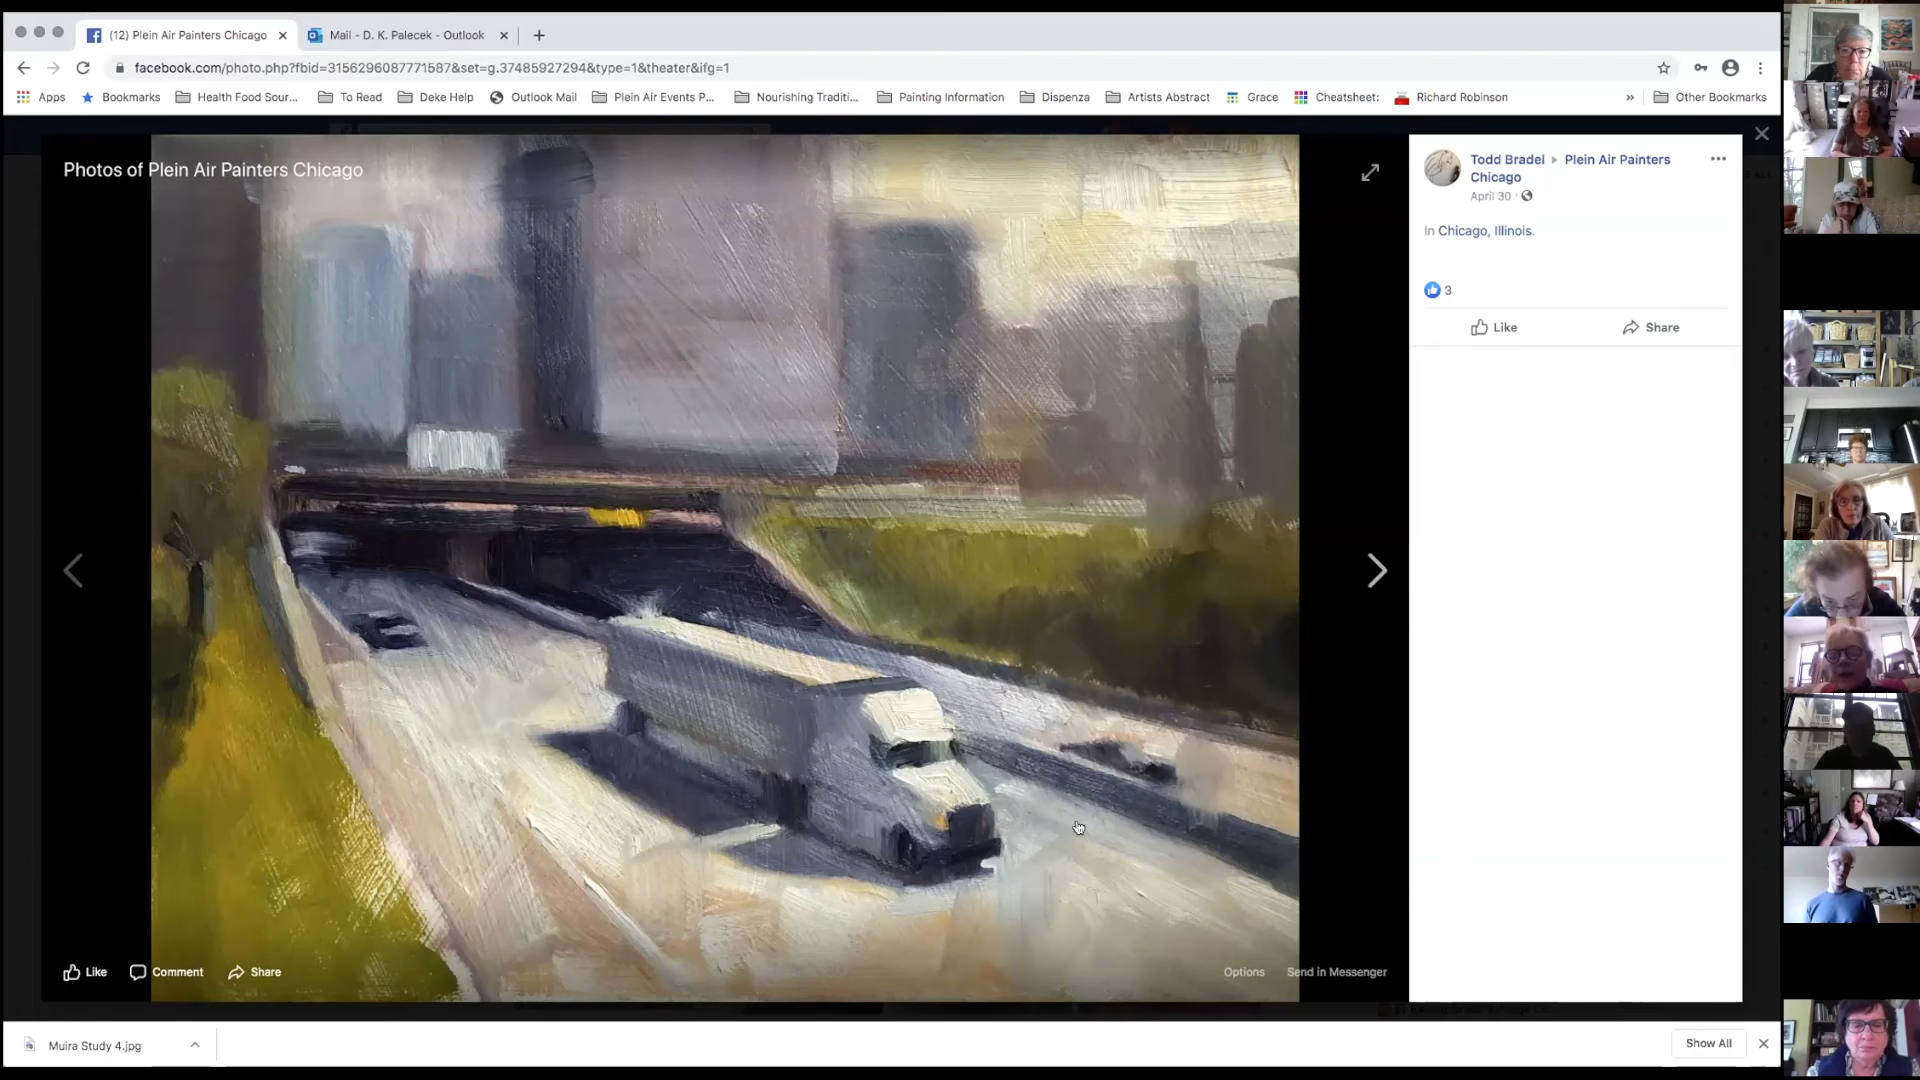 (12) Plein Air Painters Chicago
Mail - D. K. Palecek - Outlook
facebook.com/photo.php?fbid=3156296087771587&set=g.37485927294&type=1&theater&ifg=1
Apps Bookmarks Health Food Sour... To Read Deke Help Outlook Mail Plein Air Events P... Nourishing Traditi... Painting Information Dispenza Artists Abstract Grace Cheatsheet: Richard Robinson » Other Bookmarks
Photos of Plein Air Painters Chicago
Todd Bradel ▸ Plein Air Painters
Chicago
April 30 ·
In Chicago, Illinois.
3
Like Share
Like Comment Share
Options Send in Messenger
Muira Study 4.jpg
Show All